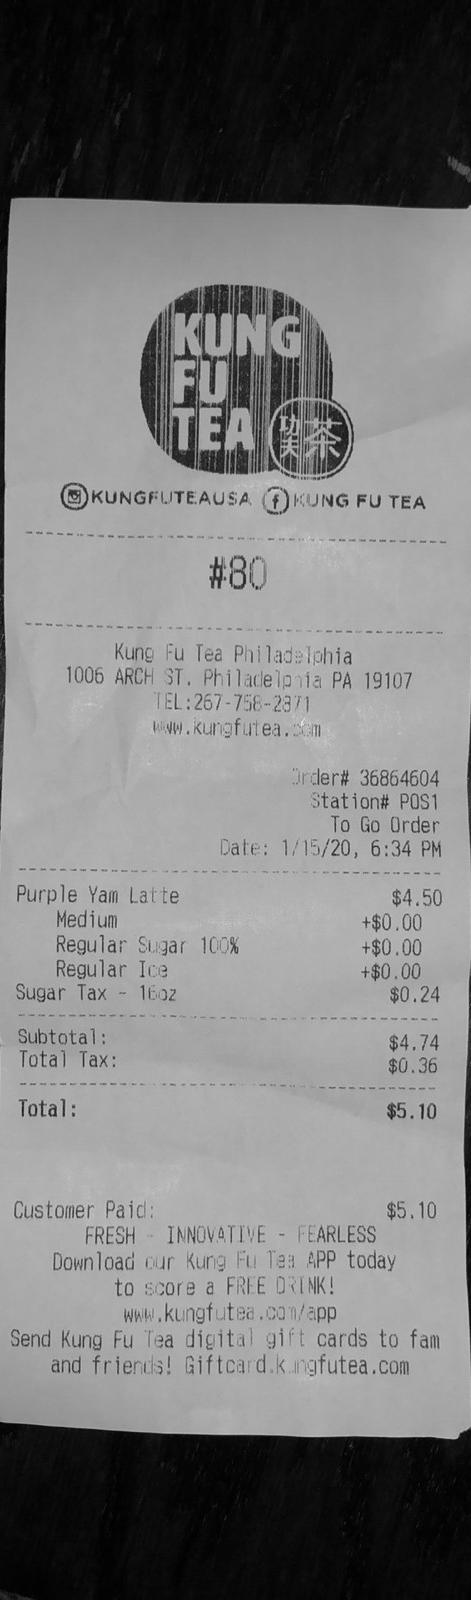 KUNG
FU
TEA
功夫 茶
KUNGFUTEAUSA KUNG FU TEA
#80
Kung Fu Tea Philadelphia
1006 ARCH ST. Philadelphia PA 19107
TEL:267-758-2371
www.kungfutea.com
Order# 36864604
Station# POS1
To Go Order
Date: 1/15/20, 6:34 PM
Purple Yam Latte $4.50
Medium +$0.00
Regular Sugar 100% +$0.00
Regular Ice +$0.00
Sugar Tax - 16oz $0.24
Subtotal: $4.74
Total Tax: $0.36
Total: $5.10
Customer Paid: $5.10
FRESH - INNOVATIVE - FEARLESS
Download our Kung Fu Tea APP today
to score a FREE DRINK!
www.kungfutea.com/app
Send Kung Fu Tea digital gift cards to fam
and friends! Giftcard.kungfutea.com